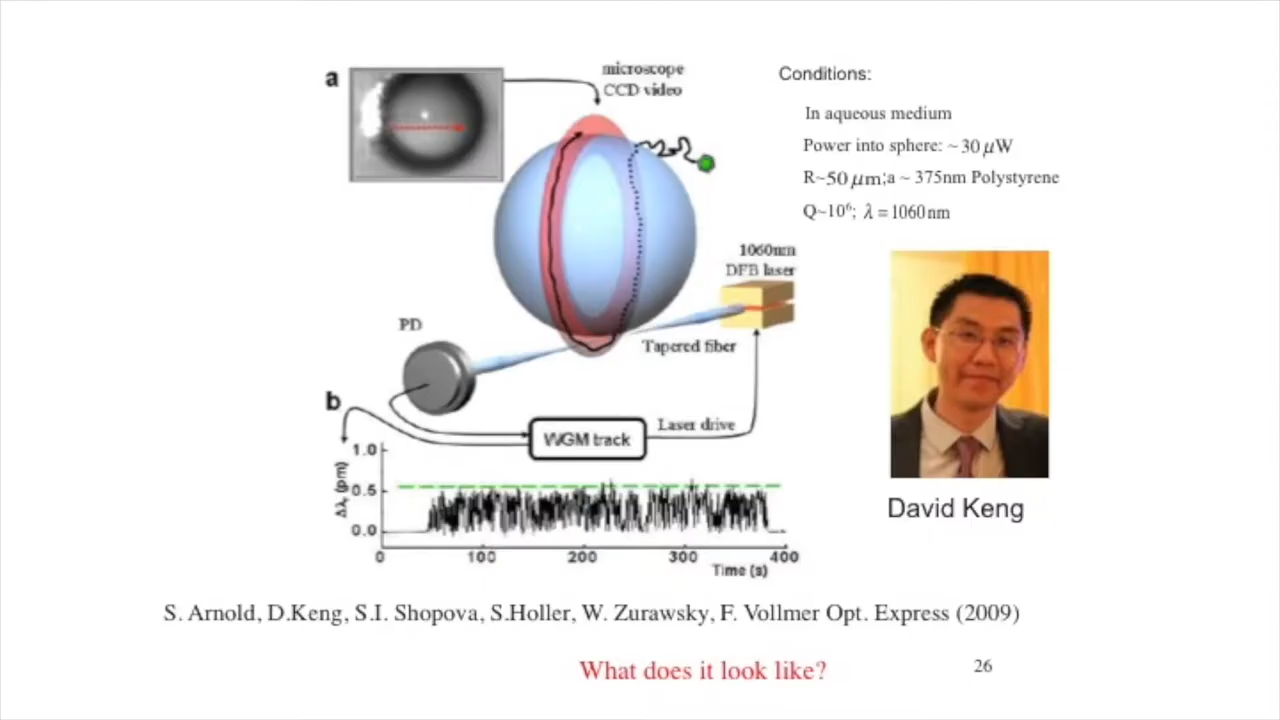 a
microscope
CCD video
1060nm
DFB laser
PD
Tapered fiber
b
WGM track
Laser drive
Δλr (pm)
1.0
0.5
0.0
0 100 200 300 400
Time (s)
Conditions:
In aqueous medium
Power into sphere: ~ 30 μW
R~50 μm;a ~ 375nm Polystyrene
Q~10⁶; λ = 1060nm
David Keng
S. Arnold, D.Keng, S.I. Shopova, S.Holler, W. Zurawsky, F. Vollmer Opt. Express (2009)
What does it look like?
26